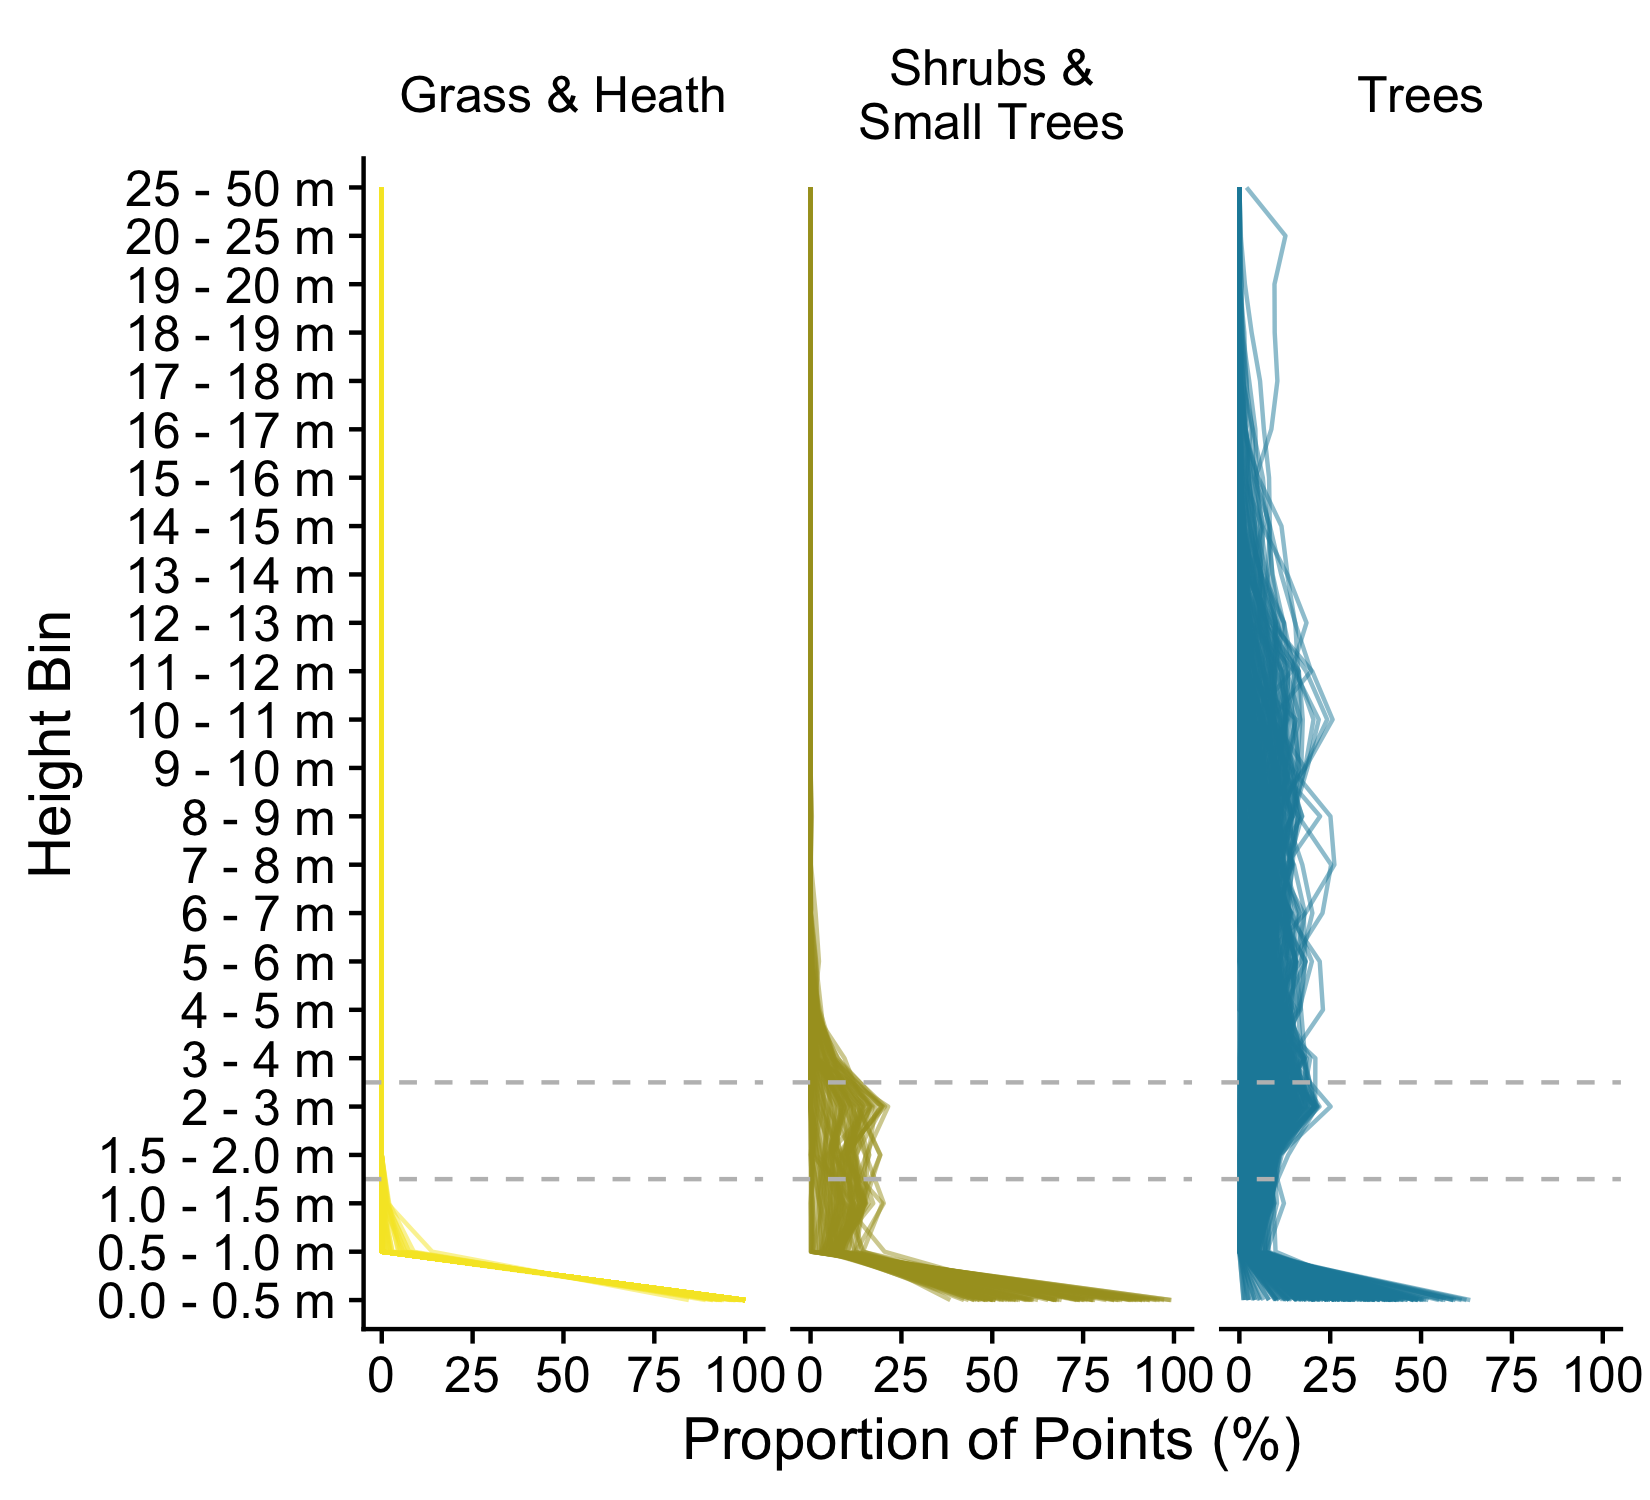 Grass & Heath
Shrubs &
Small Trees
Trees
Height Bin
25 - 50 m
20 - 25 m
19 - 20 m
18 - 19 m
17 - 18 m
16 - 17 m
15 - 16 m
14 - 15 m
13 - 14 m
12 - 13 m
11 - 12 m
10 - 11 m
9 - 10 m
8 - 9 m
7 - 8 m
6 - 7 m
5 - 6 m
4 - 5 m
3 - 4 m
2 - 3 m
1.5 - 2.0 m
1.0 - 1.5 m
0.5 - 1.0 m
0.0 - 0.5 m
0 25 50 75 100
0 25 50 75 100
0 25 50 75 100
Proportion of Points (%)